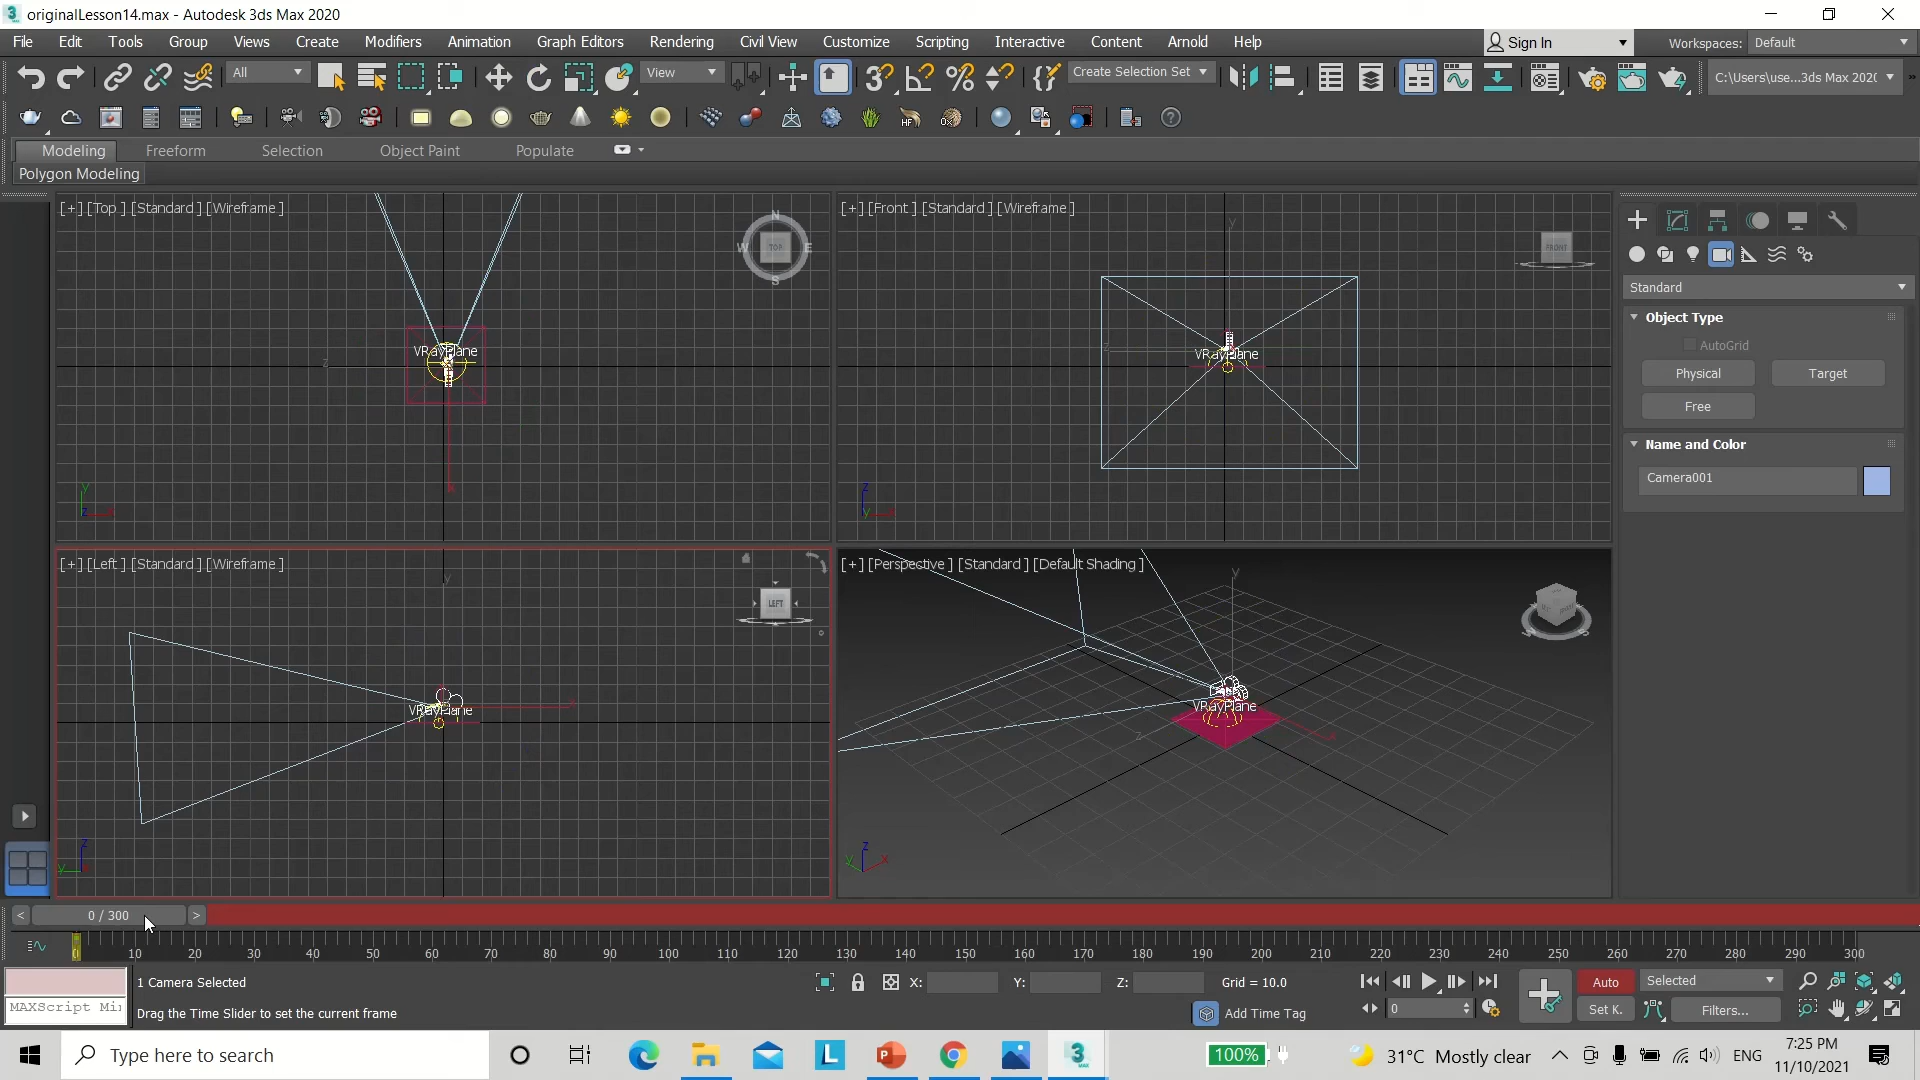 originalLesson14.max - Autodesk 3ds Max 2020
File Edit Tools Group Views Create Modifiers Animation Graph Editors Rendering Civil View Customize Scripting Interactive Content Arnold Help Sign In Workspaces: Default
All View Create Selection Set C:\Users\use...3ds Max 202(
Modeling Freeform Selection Object Paint Populate
Polygon Modeling
[+] [Top ] [Standard ] [Wireframe ]
N
W TOP E
S
VRayPlane
[+] [Front ] [Standard ] [Wireframe ]
FRONT
VRayPlane
[+] [Left ] [Standard ] [Wireframe ]
LEFT
VRayPlane
[+] [Perspective ] [Standard ] [Default Shading ]
VRayPlane
Standard
Object Type
AutoGrid
Physical Target
Free
Name and Color
Camera001
< 0 / 300 >
0 10 20 30 40 50 60 70 80 90 100 110 120 130 140 150 160 170 180 190 200 210 220 230 240 250 260 270 280 290 300
1 Camera Selected X: Y: Z: Grid = 10.0 Auto Selected
MAXScript Mi Drag the Time Slider to set the current frame Add Time Tag 0 Set K. Filters...
Type here to search 100% 31°C Mostly clear ENG 7:25 PM
11/10/2021